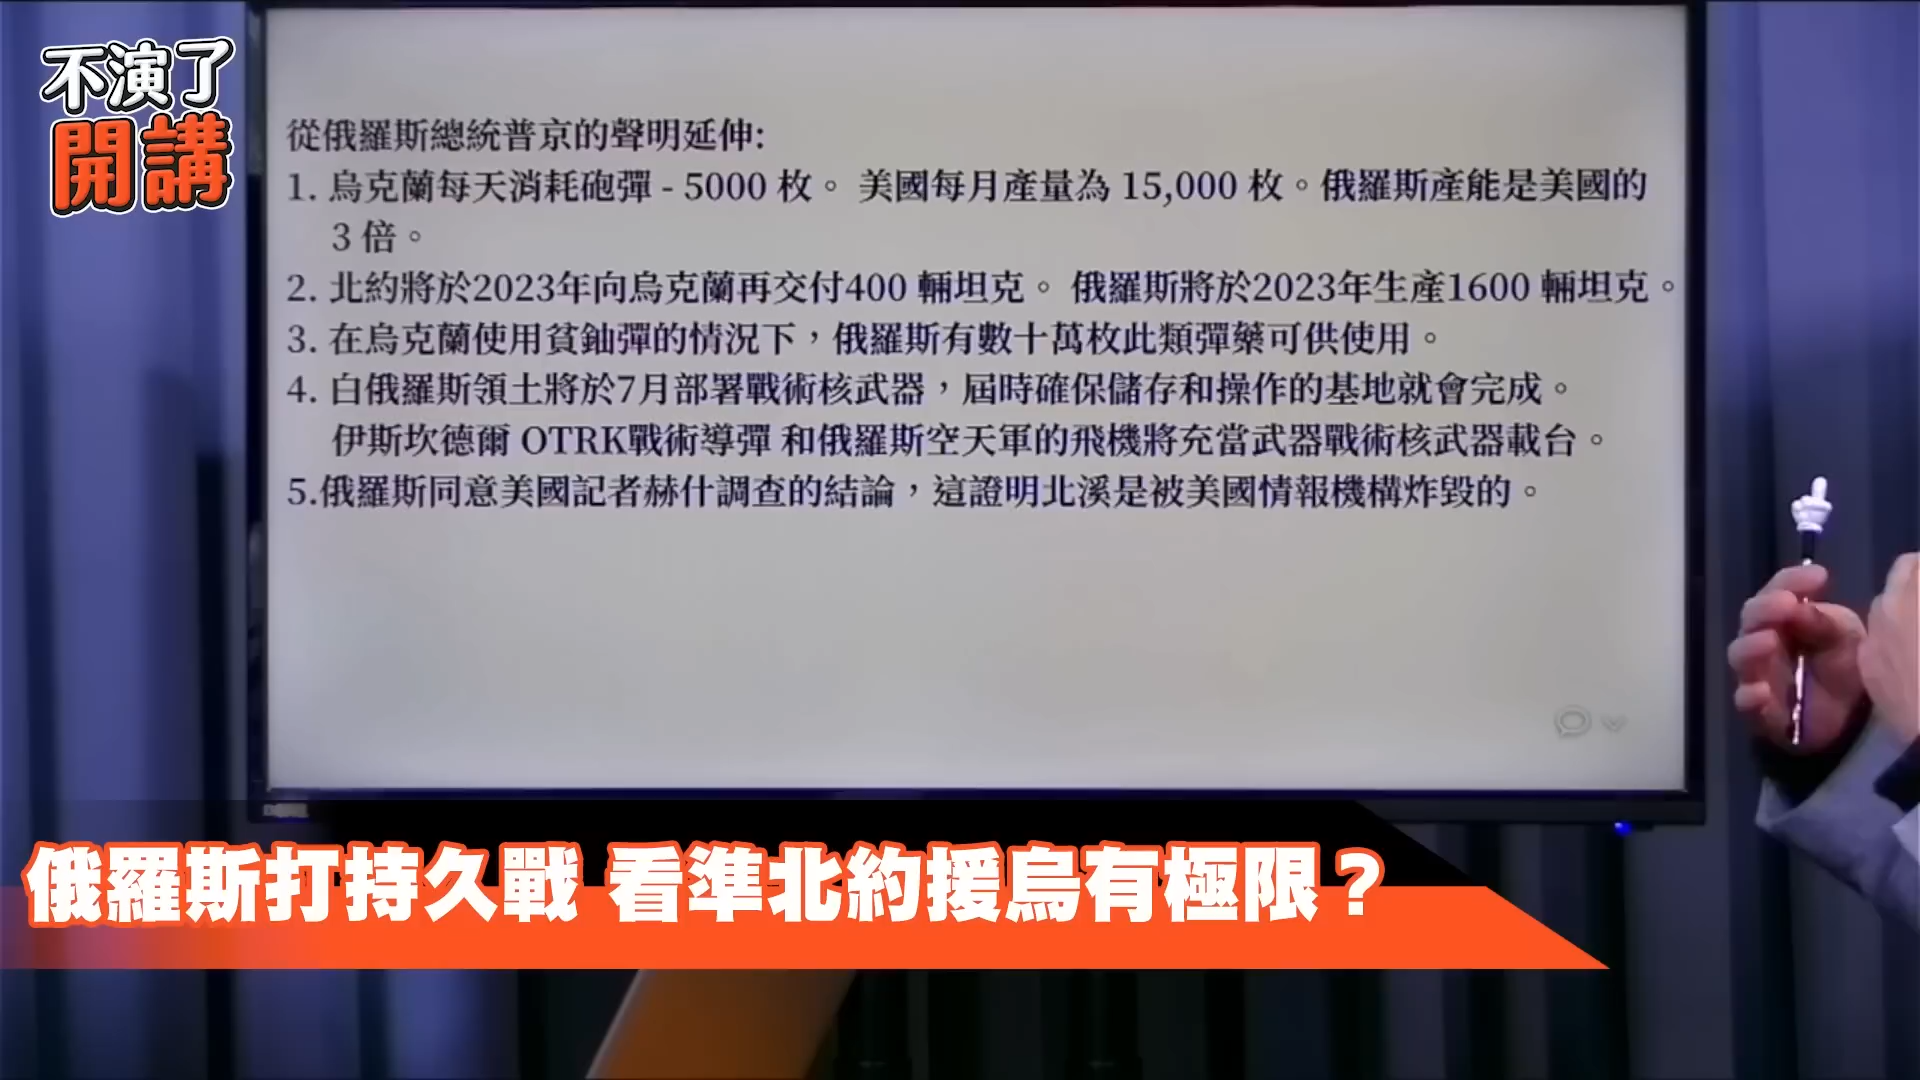 不演了
開講
從俄羅斯總統普京的聲明延伸:
1. 烏克蘭每天消耗砲彈 - 5000 枚。 美國每月產量為 15,000 枚。俄羅斯產能是美國的
3 倍。
2. 北約將於2023年向烏克蘭再交付400 輛坦克。 俄羅斯將於2023年生產1600 輛坦克。
3. 在烏克蘭使用貧鈾彈的情況下，俄羅斯有數十萬枚此類彈藥可供使用。
4. 白俄羅斯領土將於7月部署戰術核武器，屆時確保儲存和操作的基地就會完成。
伊斯坎德爾 OTRK戰術導彈 和俄羅斯空天軍的飛機將充當武器戰術核武器載台。
5.俄羅斯同意美國記者赫什調查的結論，這證明北溪是被美國情報機構炸毀的。
俄羅斯打持久戰 看準北約援烏有極限？